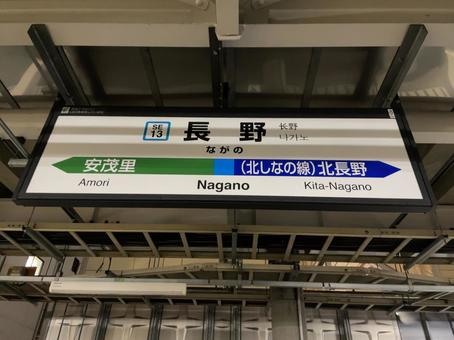 SE
13
長野
长野
나가노
ながの
安茂里
(北しなの線)北長野
Amori
Nagano
Kita-Nagano